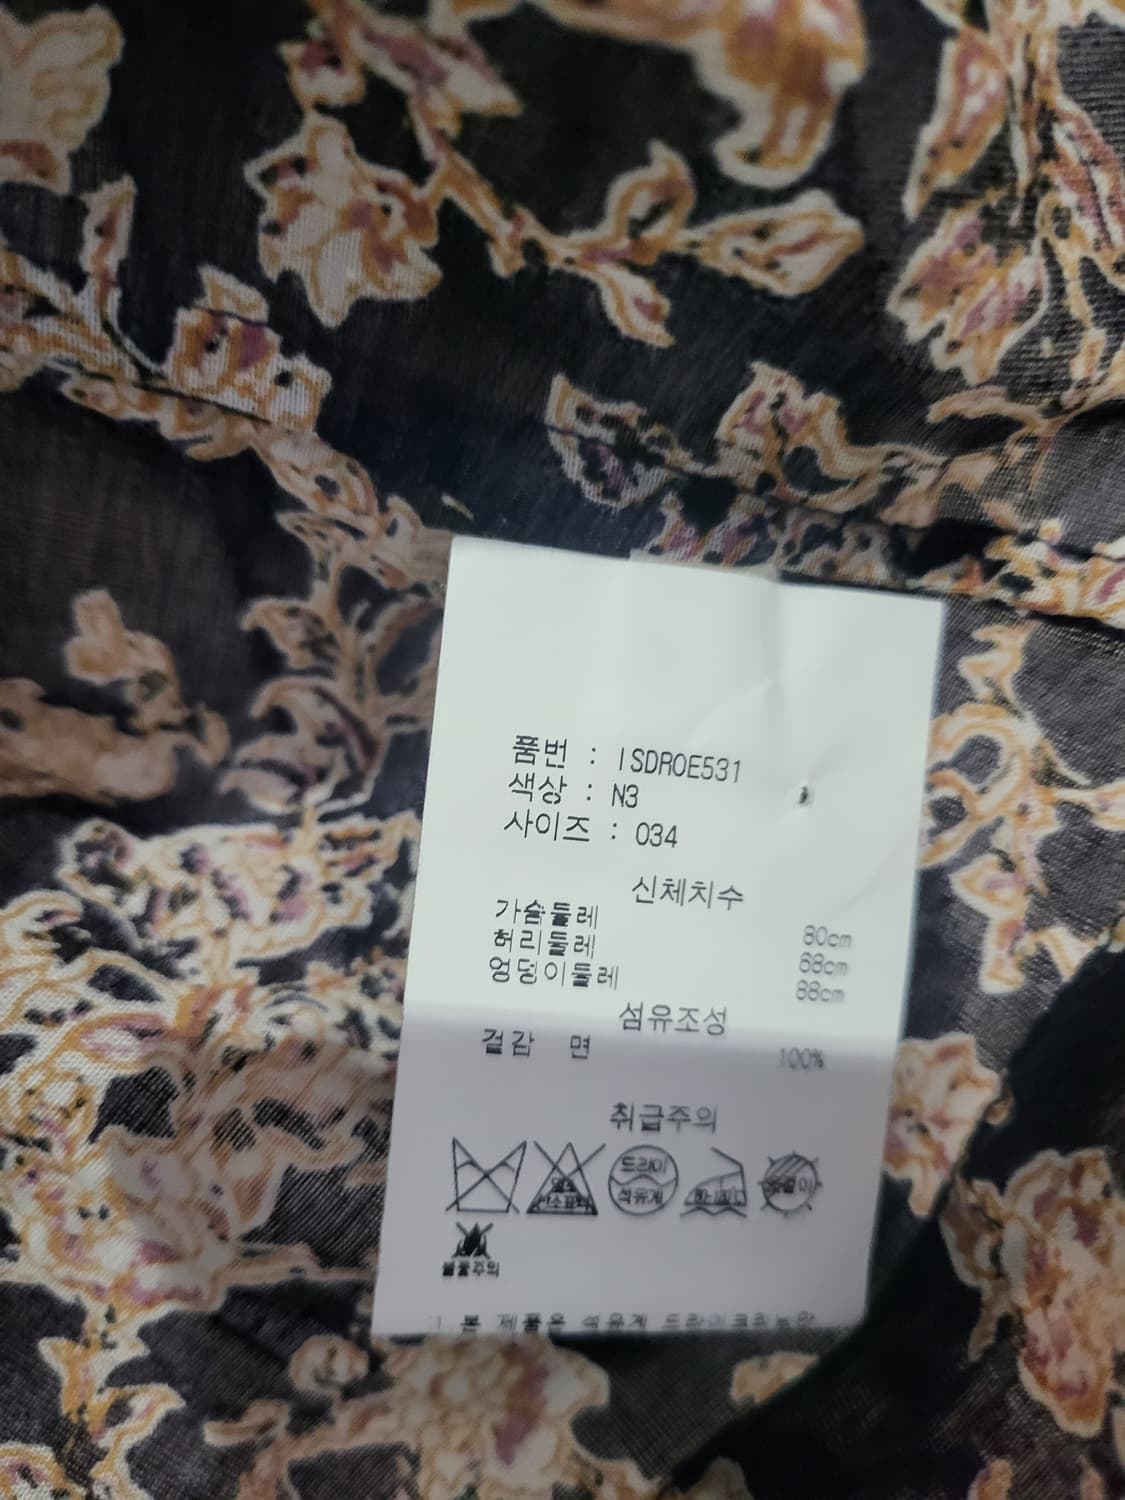 품번 : ISDROE531
색상 : N3
사이즈 : 034
신체치수
가슴둘레 80cm
허리둘레 68cm
엉덩이둘레 88cm
섬유조성
겉감 면 100%
취급주의
드라이
석유계
불꽃주의